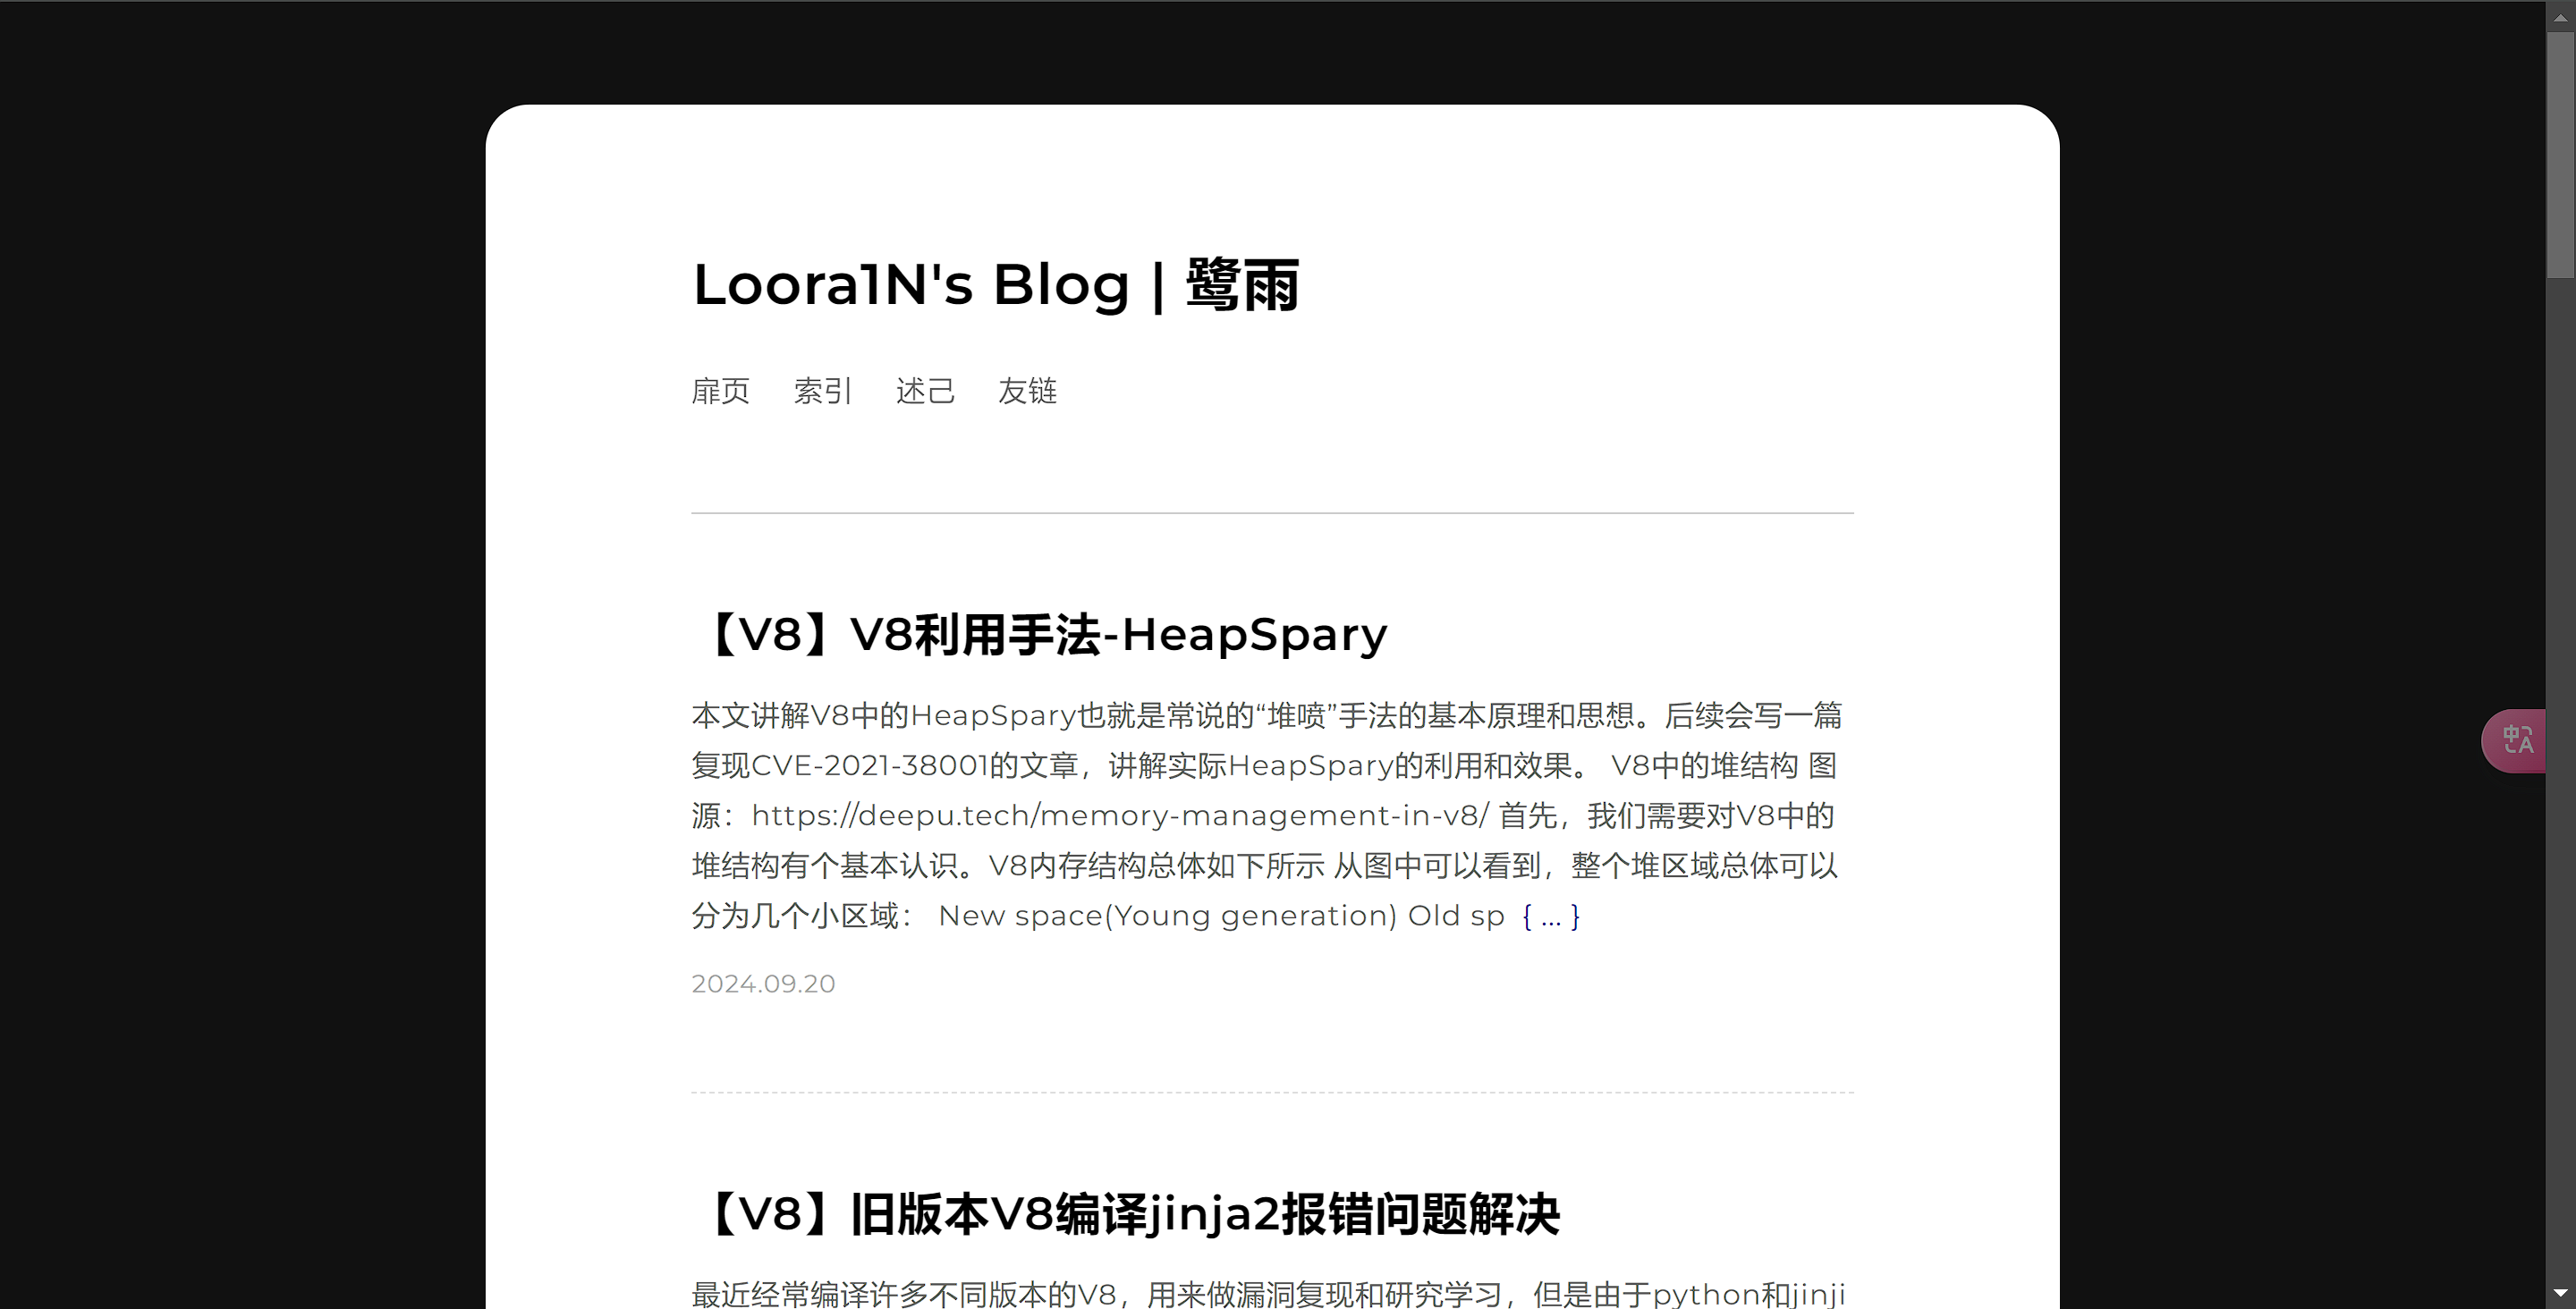 Loora1N's Blog | 鹭雨
扉页 索引 述己 友链
【V8】V8利用手法-HeapSpary
本文讲解V8中的HeapSpary也就是常说的“堆喷”手法的基本原理和思想。后续会写一篇
复现CVE-2021-38001的文章，讲解实际HeapSpary的利用和效果。 V8中的堆结构 图
源：https://deepu.tech/memory-management-in-v8/ 首先，我们需要对V8中的
堆结构有个基本认识。V8内存结构总体如下所示 从图中可以看到，整个堆区域总体可以
分为几个小区域： New space(Young generation) Old sp { ... }
2024.09.20
【V8】旧版本V8编译jinja2报错问题解决
最近经常编译许多不同版本的V8，用来做漏洞复现和研究学习，但是由于python和jinji
中A